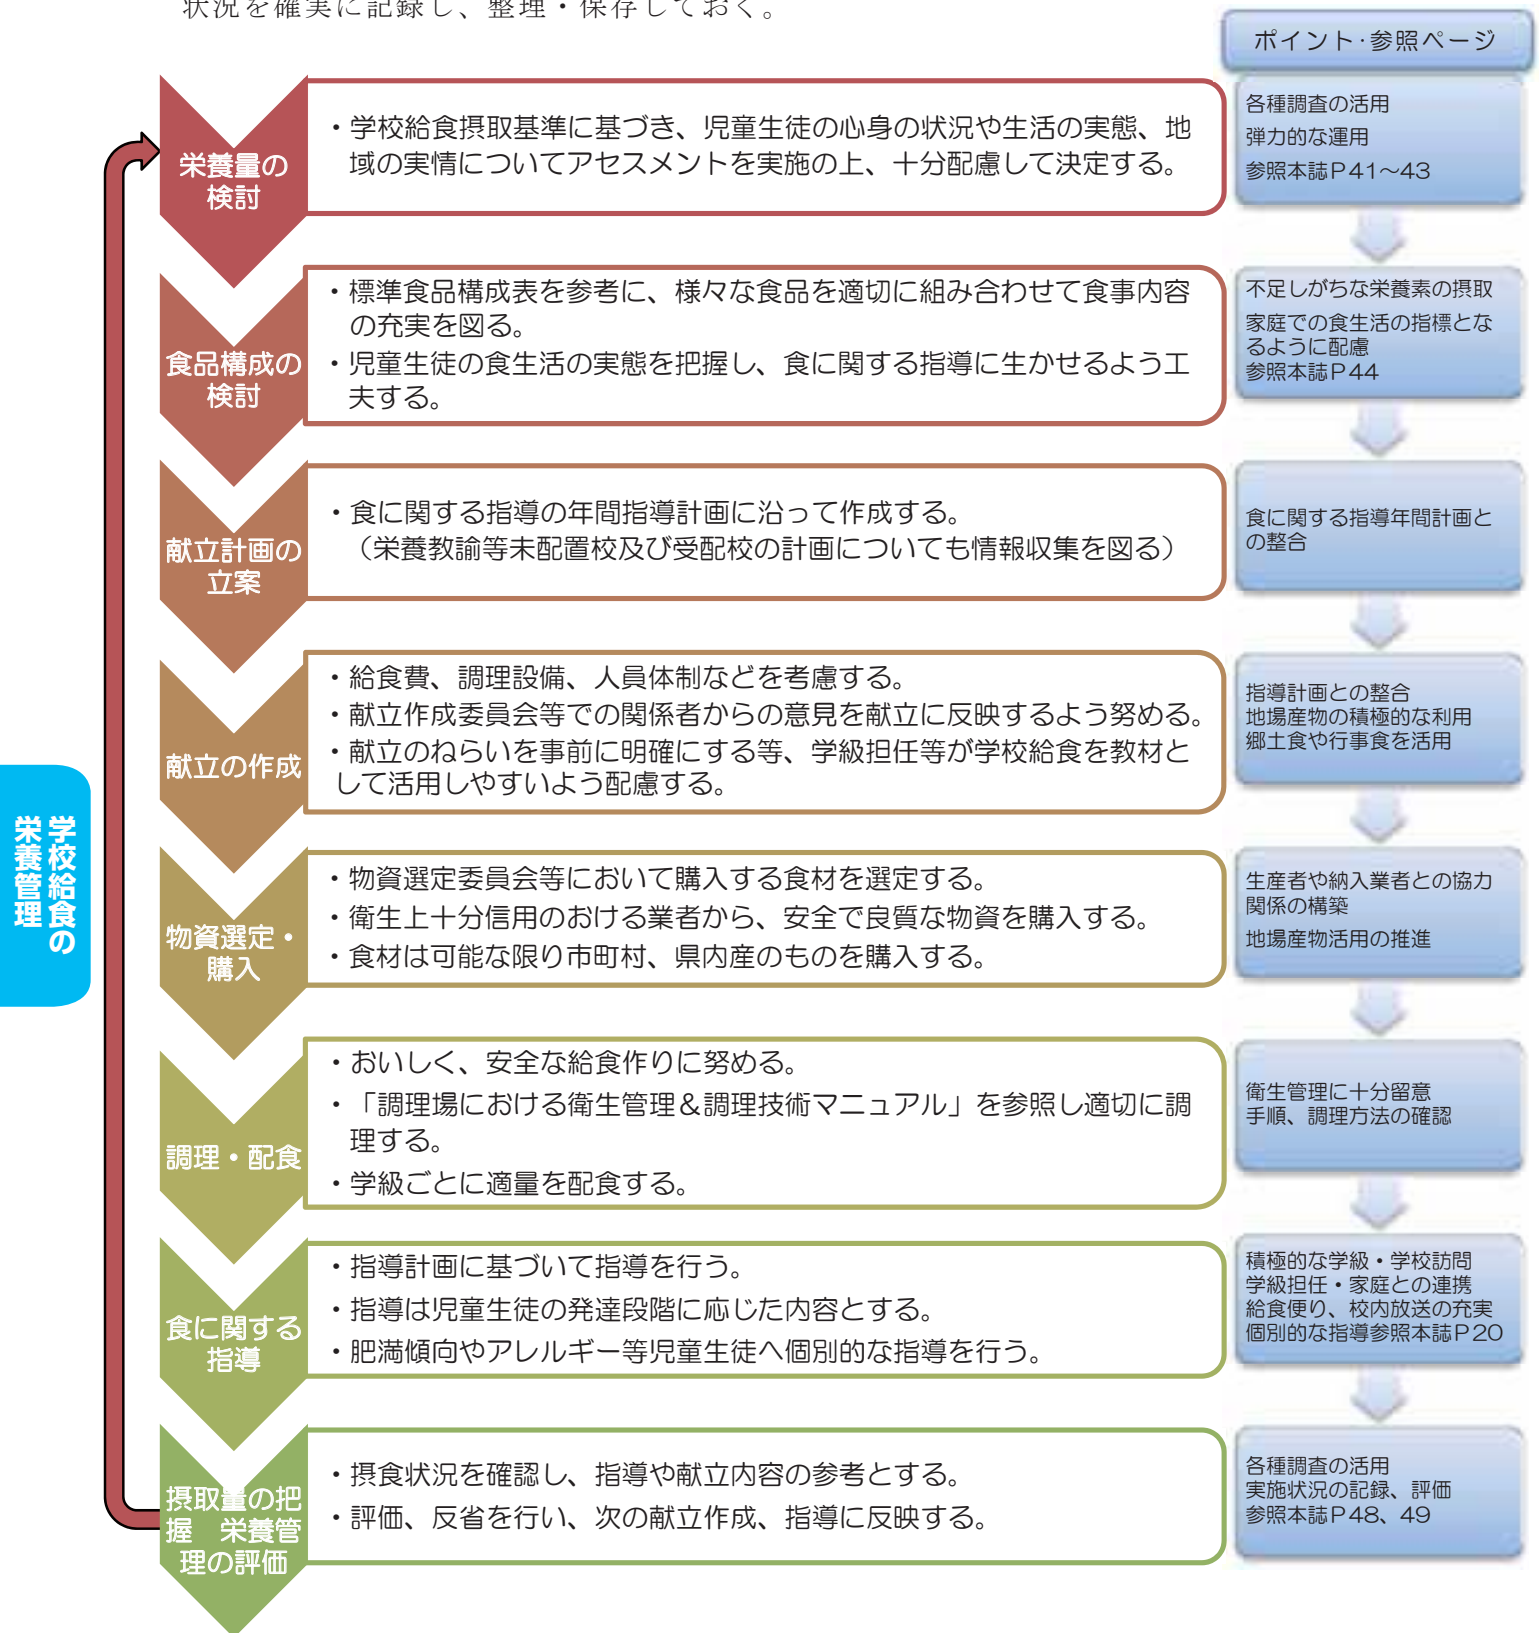 状況を確実に記録し、整理・保存しておく。
ポイント・参照ページ
栄養量の
検討
・学校給食摂取基準に基づき、児童生徒の心身の状況や生活の実態、地
域の実情についてアセスメントを実施の上、十分配慮して決定する。
各種調査の活用
弾力的な運用
参照本誌P41～43
食品構成の
検討
・標準食品構成表を参考に、様々な食品を適切に組み合わせて食事内容
の充実を図る。
・児童生徒の食生活の実態を把握し、食に関する指導に生かせるよう工
夫する。
不足しがちな栄養素の摂取
家庭での食生活の指標とな
るように配慮
参照本誌P44
献立計画の
立案
・食に関する指導の年間指導計画に沿って作成する。
（栄養教諭等未配置校及び受配校の計画についても情報収集を図る）
食に関する指導年間計画と
の整合
献立の作成
・給食費、調理設備、人員体制などを考慮する。
・献立作成委員会等での関係者からの意見を献立に反映するよう努める。
・献立のねらいを事前に明確にする等、学級担任等が学校給食を教材と
して活用しやすいよう配慮する。
指導計画との整合
地場産物の積極的な利用
郷土食や行事食を活用
学校給食の
栄養管理
物資選定・
購入
・物資選定委員会等において購入する食材を選定する。
・衛生上十分信用のおける業者から、安全で良質な物資を購入する。
・食材は可能な限り市町村、県内産のものを購入する。
生産者や納入業者との協力
関係の構築
地場産物活用の推進
調理・配食
・おいしく、安全な給食作りに努める。
・「調理場における衛生管理＆調理技術マニュアル」を参照し適切に調
理する。
・学級ごとに適量を配食する。
衛生管理に十分留意
手順、調理方法の確認
食に関する
指導
・指導計画に基づいて指導を行う。
・指導は児童生徒の発達段階に応じた内容とする。
・肥満傾向やアレルギー等児童生徒へ個別的な指導を行う。
積極的な学級・学校訪問
学級担任・家庭との連携
給食便り、校内放送の充実
個別的な指導参照本誌P20
摂取量の把
握　栄養管
理の評価
・摂食状況を確認し、指導や献立内容の参考とする。
・評価、反省を行い、次の献立作成、指導に反映する。
各種調査の活用
実施状況の記録、評価
参照本誌P48、49